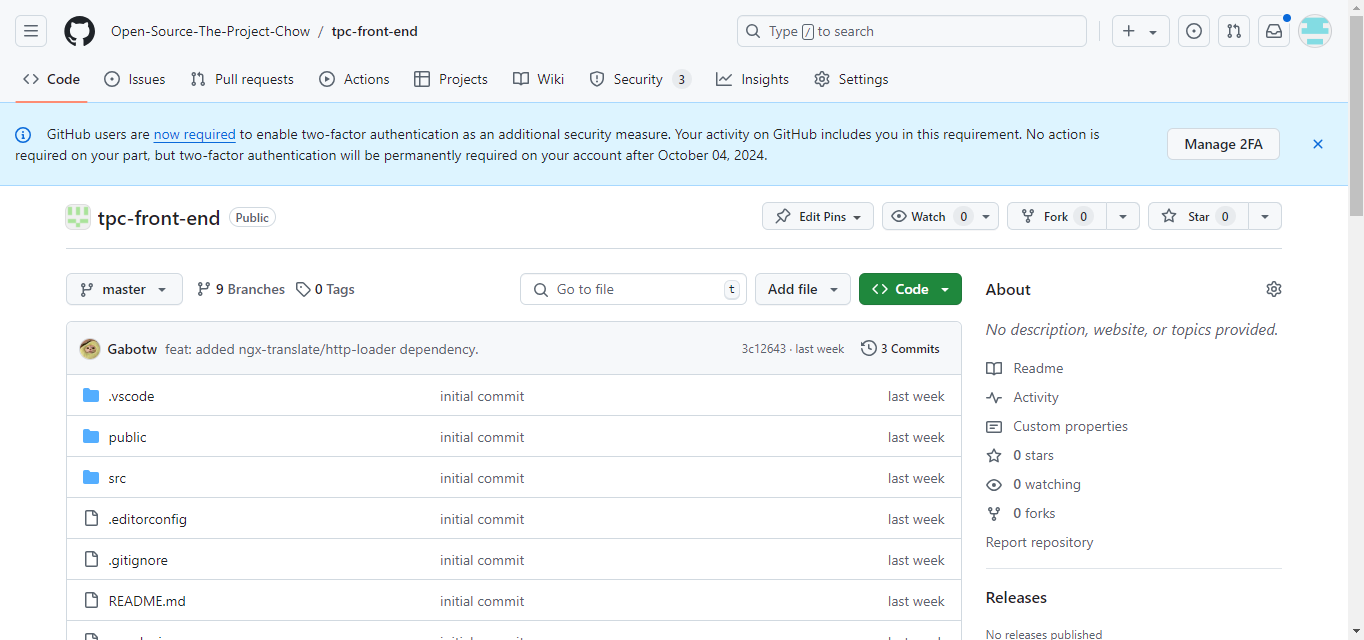 Open-Source-The-Project-Chow / tpc-front-end
Type / to search
Code
Issues
Pull requests
Actions
Projects
Wiki
Security 3
Insights
Settings
GitHub users are now required to enable two-factor authentication as an additional security measure. Your activity on GitHub includes you in this requirement. No action is
required on your part, but two-factor authentication will be permanently required on your account after October 04, 2024.
Manage 2FA
tpc-front-end Public
Edit Pins
Watch 0
Fork 0
Star 0
master
9 Branches
0 Tags
Go to file t
Add file
Code
Gabotw feat: added ngx-translate/http-loader dependency.
3c12643 · last week
3 Commits
.vscode initial commit last week
public initial commit last week
src initial commit last week
.editorconfig initial commit last week
.gitignore initial commit last week
README.md initial commit last week
About
No description, website, or topics provided.
Readme
Activity
Custom properties
0 stars
0 watching
0 forks
Report repository
Releases
No releases published